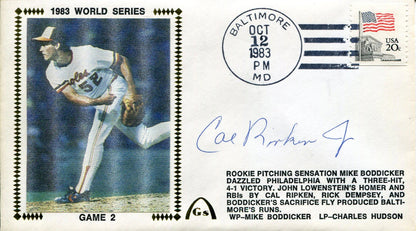 1983 WORLD SERIES
52
GAME 2
BALTIMORE
OCT
12
1983
PM
MD
USA
20c
Cal Ripken Jr
Gs
ROOKIE PITCHING SENSATION MIKE BODDICKER
DAZZLED PHILADELPHIA WITH A THREE-HIT,
4-1 VICTORY. JOHN LOWENSTEIN'S HOMER AND
RBIs BY CAL RIPKEN, RICK DEMPSEY, AND
BODDICKER'S SACRIFICE FLY PRODUCED BALTI-
MORE'S RUNS.
WP–MIKE BODDICKER LP–CHARLES HUDSON